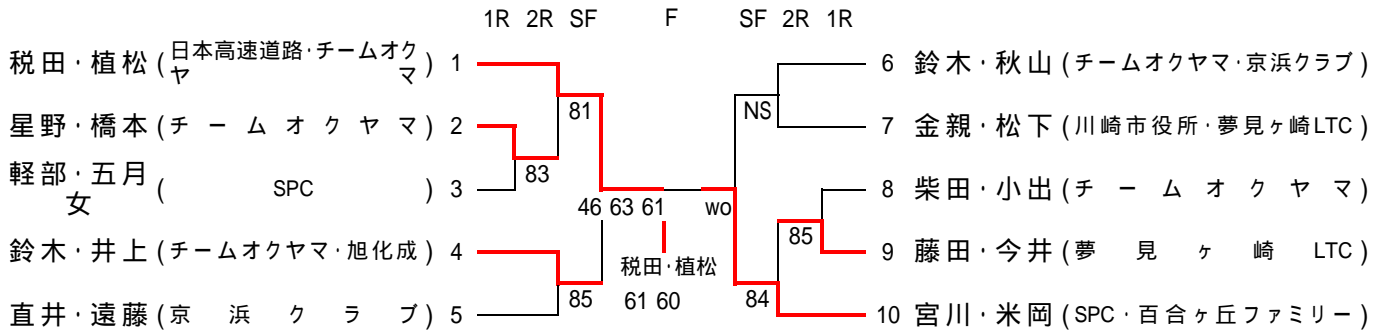 1R 2R SF F SF 2R 1R
税田・植松 (日本高速道路・チームオクヤマ) 1
星野・橋本 (チームオクヤマ) 2
軽部・五月女 (SPC) 3
鈴木・井上 (チームオクヤマ・旭化成) 4
直井・遠藤 (京浜クラブ) 5
81
83
85
46 63 61
税田・植松
61 60
wo
NS
85
84
6 鈴木・秋山 (チームオクヤマ・京浜クラブ)
7 金親・松下 (川崎市役所・夢見ヶ崎LTC)
8 柴田・小出 (チームオクヤマ)
9 藤田・今井 (夢見ヶ崎LTC)
10 宮川・米岡 (SPC・百合ヶ丘ファミリー)